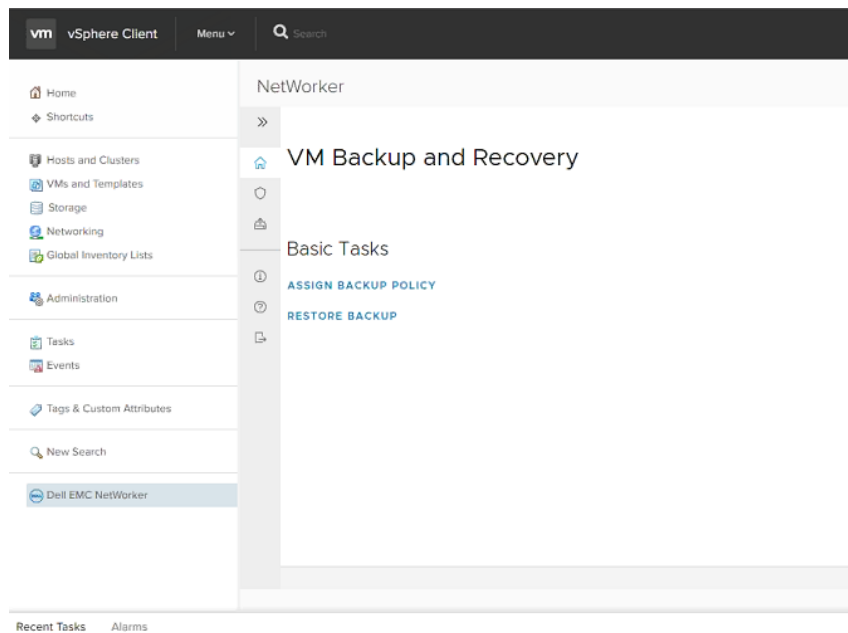 vm vSphere Client Menu Search
Home
Shortcuts
Hosts and Clusters
VMs and Templates
Storage
Networking
Global Inventory Lists
Administration
Tasks
Events
Tags & Custom Attributes
New Search
Dell EMC NetWorker
NetWorker
VM Backup and Recovery
Basic Tasks
ASSIGN BACKUP POLICY
RESTORE BACKUP
Recent Tasks Alarms